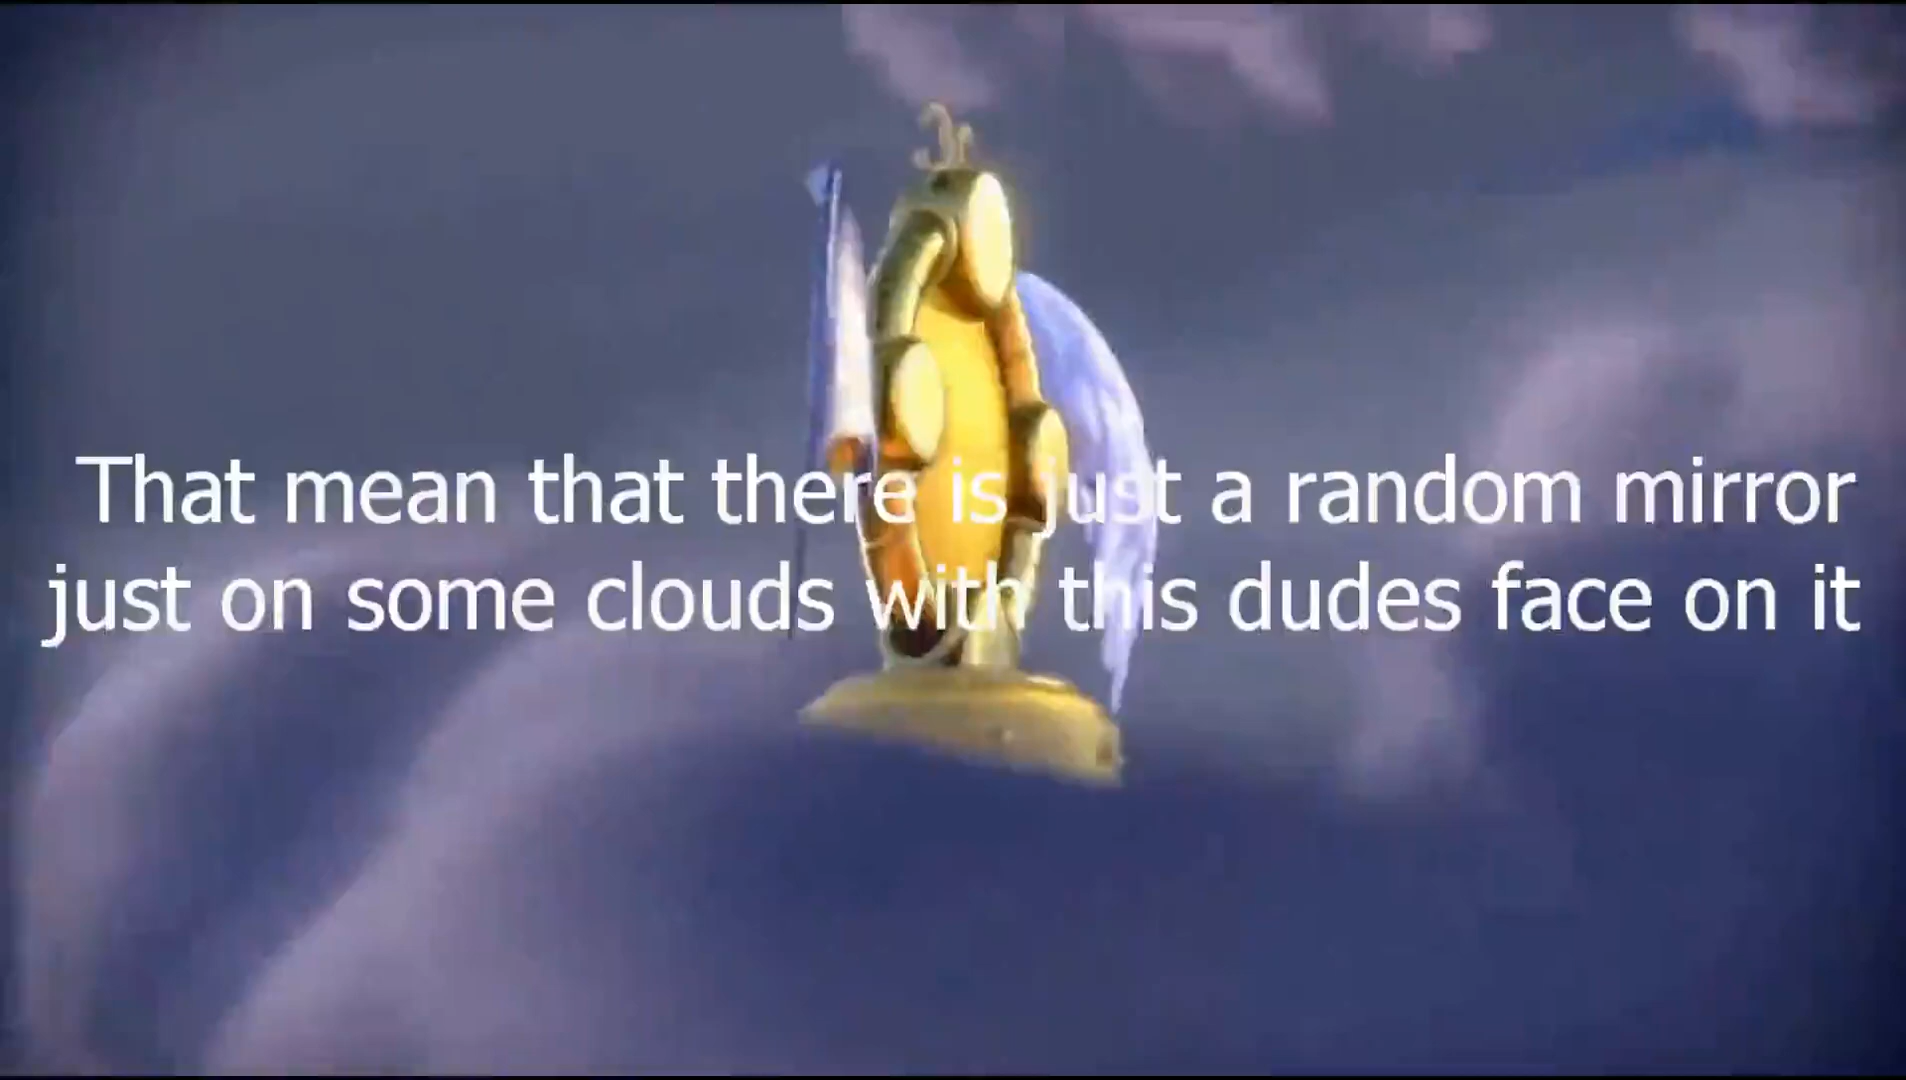 That mean that there is just a random mirror
just on some clouds with this dudes face on it